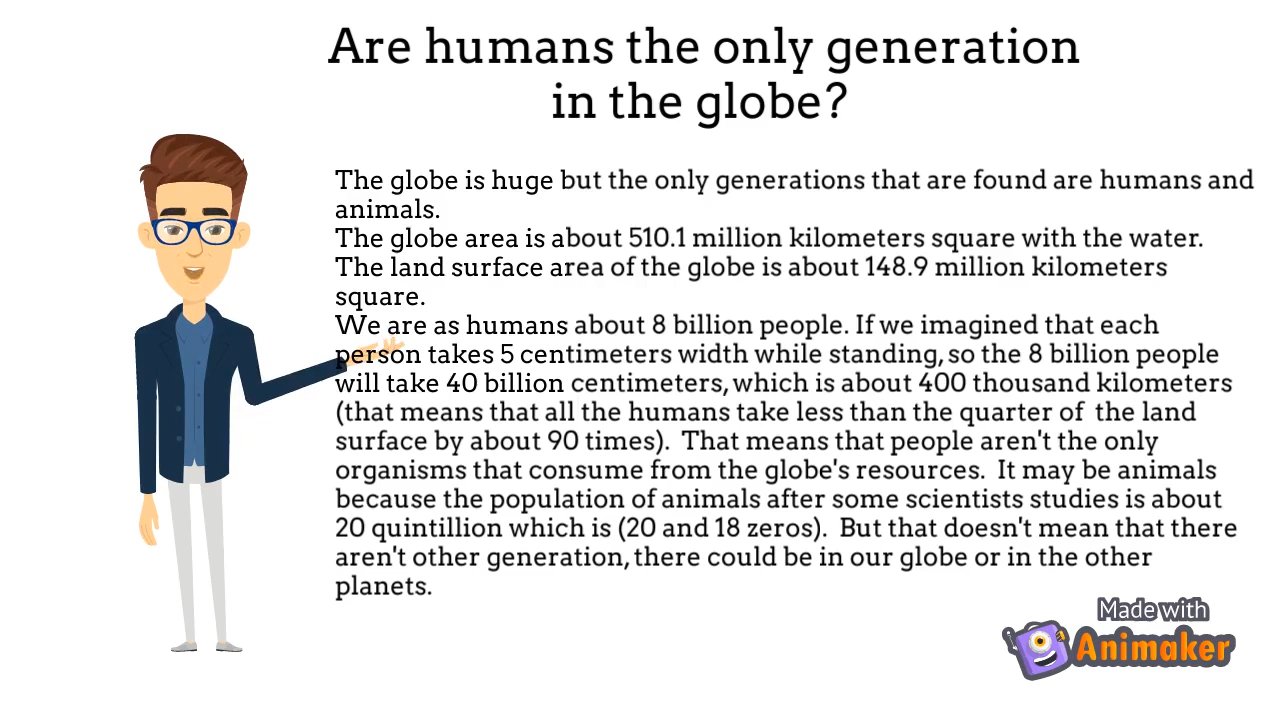 Are humans the only generation
in the globe?
The globe is huge but the only generations that are found are humans and
animals.
The globe area is about 510.1 million kilometers square with the water.
The land surface area of the globe is about 148.9 million kilometers
square.
We are as humans about 8 billion people. If we imagined that each
person takes 5 centimeters width while standing, so the 8 billion people
will take 40 billion centimeters, which is about 400 thousand kilometers
(that means that all the humans take less than the quarter of  the land
surface by about 90 times).  That means that people aren't the only
organisms that consume from the globe's resources.  It may be animals
because the population of animals after some scientists studies is about
20 quintillion which is (20 and 18 zeros).  But that doesn't mean that there
aren't other generation, there could be in our globe or in the other
planets.
Made with
Animaker